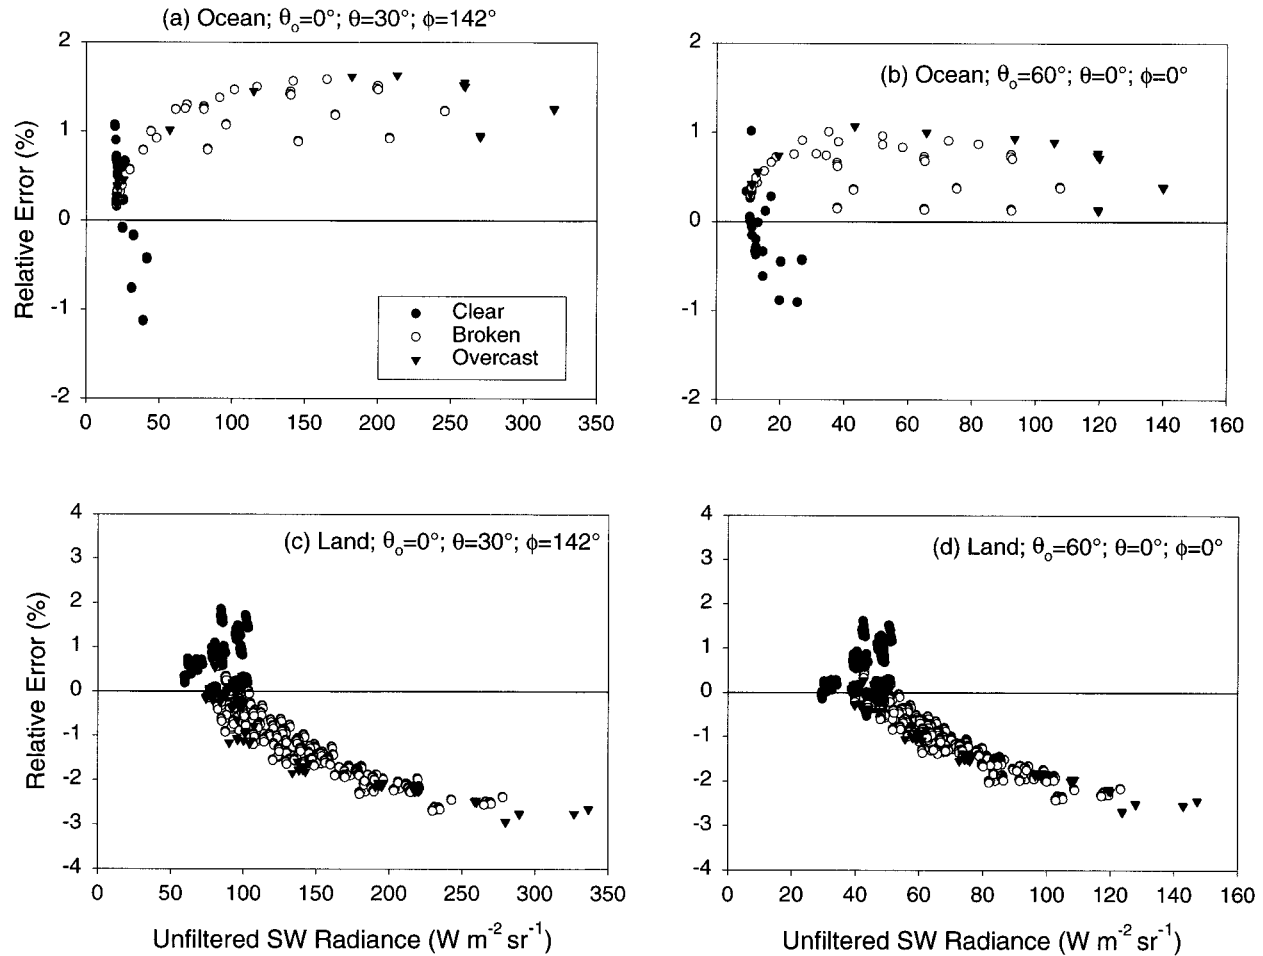 (a) Ocean; θo=0°; θ=30°; ϕ=142°
2
1
0
-1
-2
Relative Error (%)
Clear
Broken
Overcast
0 50 100 150 200 250 300 350
(b) Ocean; θo=60°; θ=0°; ϕ=0°
2
1
0
-1
-2
0 20 40 60 80 100 120 140 160
(c) Land; θo=0°; θ=30°; ϕ=142°
4
3
2
1
0
-1
-2
-3
-4
Relative Error (%)
0 50 100 150 200 250 300 350
Unfiltered SW Radiance (W m-2 sr-1)
(d) Land; θo=60°; θ=0°; ϕ=0°
4
3
2
1
0
-1
-2
-3
-4
0 20 40 60 80 100 120 140 160
Unfiltered SW Radiance (W m-2 sr-1)